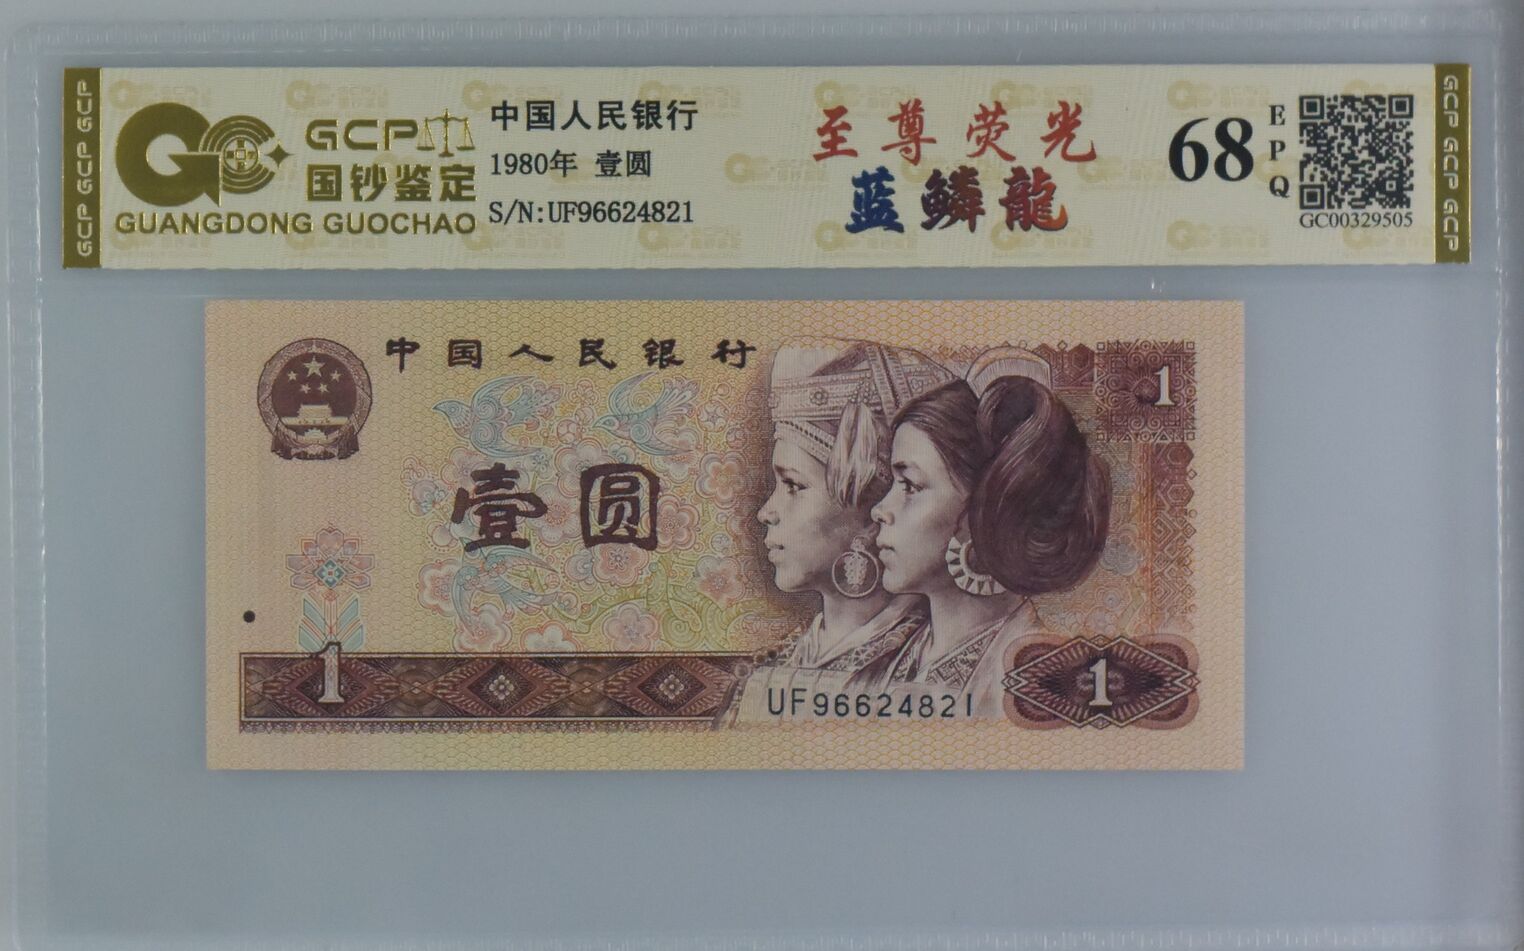 GCP GCP GCP
GCP
国钞鉴定
GUANGDONG GUOCHAO
中国人民银行
1980年 壹圆
S/N:UF96624821
至尊荧光
蓝鳞龍
68
EPQ
GC00329505
GCP GCP GCP
中国人民银行
1
壹圆
1
UF96624821
1